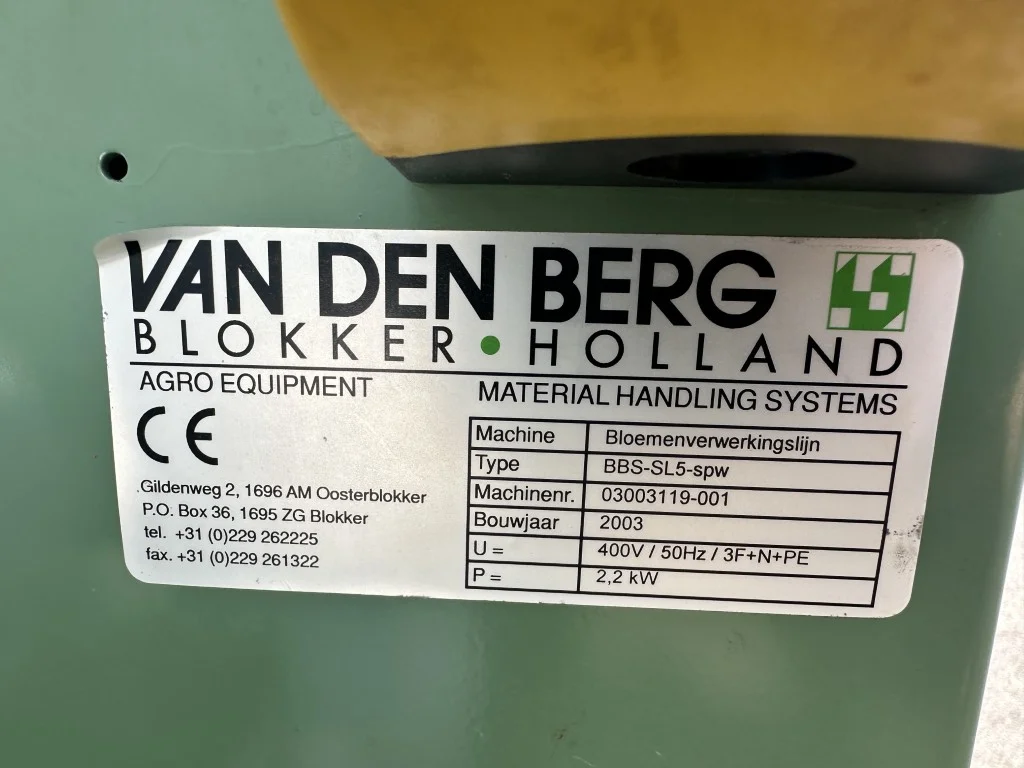 VAN DEN BERG
BLOKKER • HOLLAND
AGRO EQUIPMENT
MATERIAL HANDLING SYSTEMS
CE
Gildenweg 2, 1696 AM Oosterblokker
P.O. Box 36, 1695 ZG Blokker
tel. +31 (0)229 262225
fax. +31 (0)229 261322
Machine Bloemenverwerkingslijn
Type BBS-SL5-spw
Machinenr. 03003119-001
Bouwjaar 2003
U = 400V / 50Hz / 3F+N+PE
P = 2,2 kW